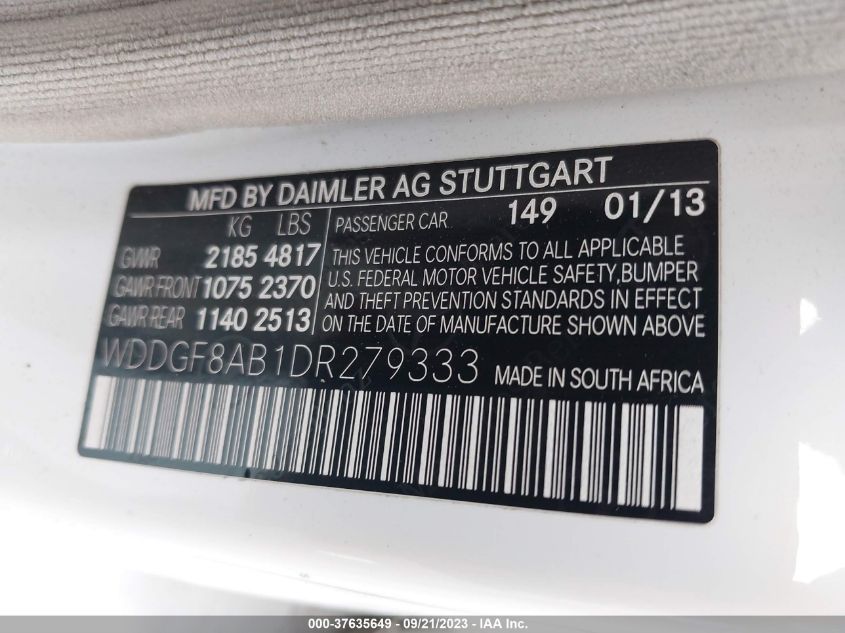 MFD BY DAIMLER AG STUTTGART
KG LBS
GVWR 2185 4817
GAWR FRONT 1075 2370
GAWR REAR 1140 2513
PASSENGER CAR 149 01/13
THIS VEHICLE CONFORMS TO ALL APPLICABLE
U.S. FEDERAL MOTOR VEHICLE SAFETY, BUMPER
AND THEFT PREVENTION STANDARDS IN EFFECT
ON THE DATE OF MANUFACTURE SHOWN ABOVE
WDDGF8AB1DR279333 MADE IN SOUTH AFRICA
000-37635649 - 09/21/2023 - IAA Inc.